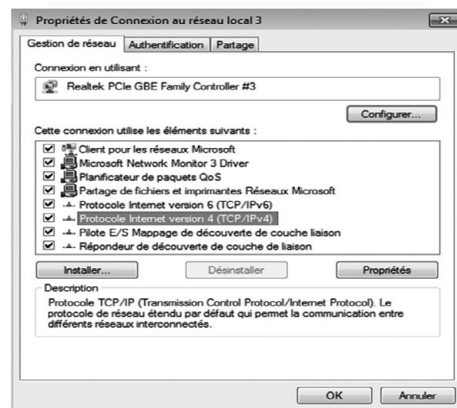 Propriétés de Connexion au réseau local 3
Gestion de réseau Authentification Partage
Connexion en utilisant :
Realtek PCIe GBE Family Controller #3
Configurer...
Cette connexion utilise les éléments suivants :
Client pour les réseaux Microsoft
Microsoft Network Monitor 3 Driver
Planificateur de paquets QoS
Partage de fichiers et imprimantes Réseaux Microsoft
Protocole Internet version 6 (TCP/IPv6)
Protocole Internet version 4 (TCP/IPv4)
Pilote E/S Mappage de découverte de couche liaison
Répondeur de découverte de couche de liaison
Installer... Désinstaller Propriétés
Description
Protocole TCP/IP (Transmission Control Protocol/Internet Protocol). Le
protocole de réseau étendu par défaut qui permet la communication entre
différents réseaux interconnectés.
OK Annuler